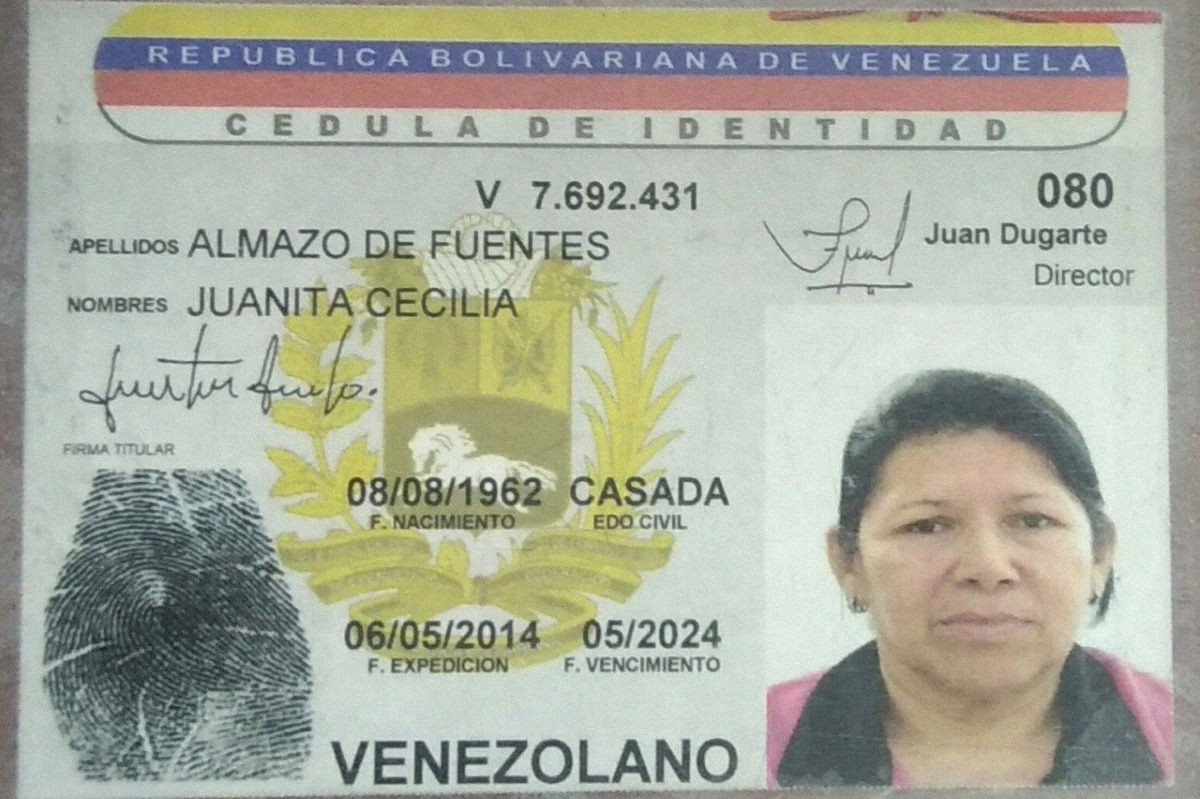 REPUBLICA BOLIVARIANA DE VENEZUELA
CEDULA DE IDENTIDAD
V 7.692.431
080
APELLIDOS ALMAZO DE FUENTES
Juan Dugarte
Director
NOMBRES JUANITA CECILIA
FIRMA TITULAR
08/08/1962 CASADA
F. NACIMIENTO EDO CIVIL
06/05/2014 05/2024
F. EXPEDICION F. VENCIMIENTO
VENEZOLANO